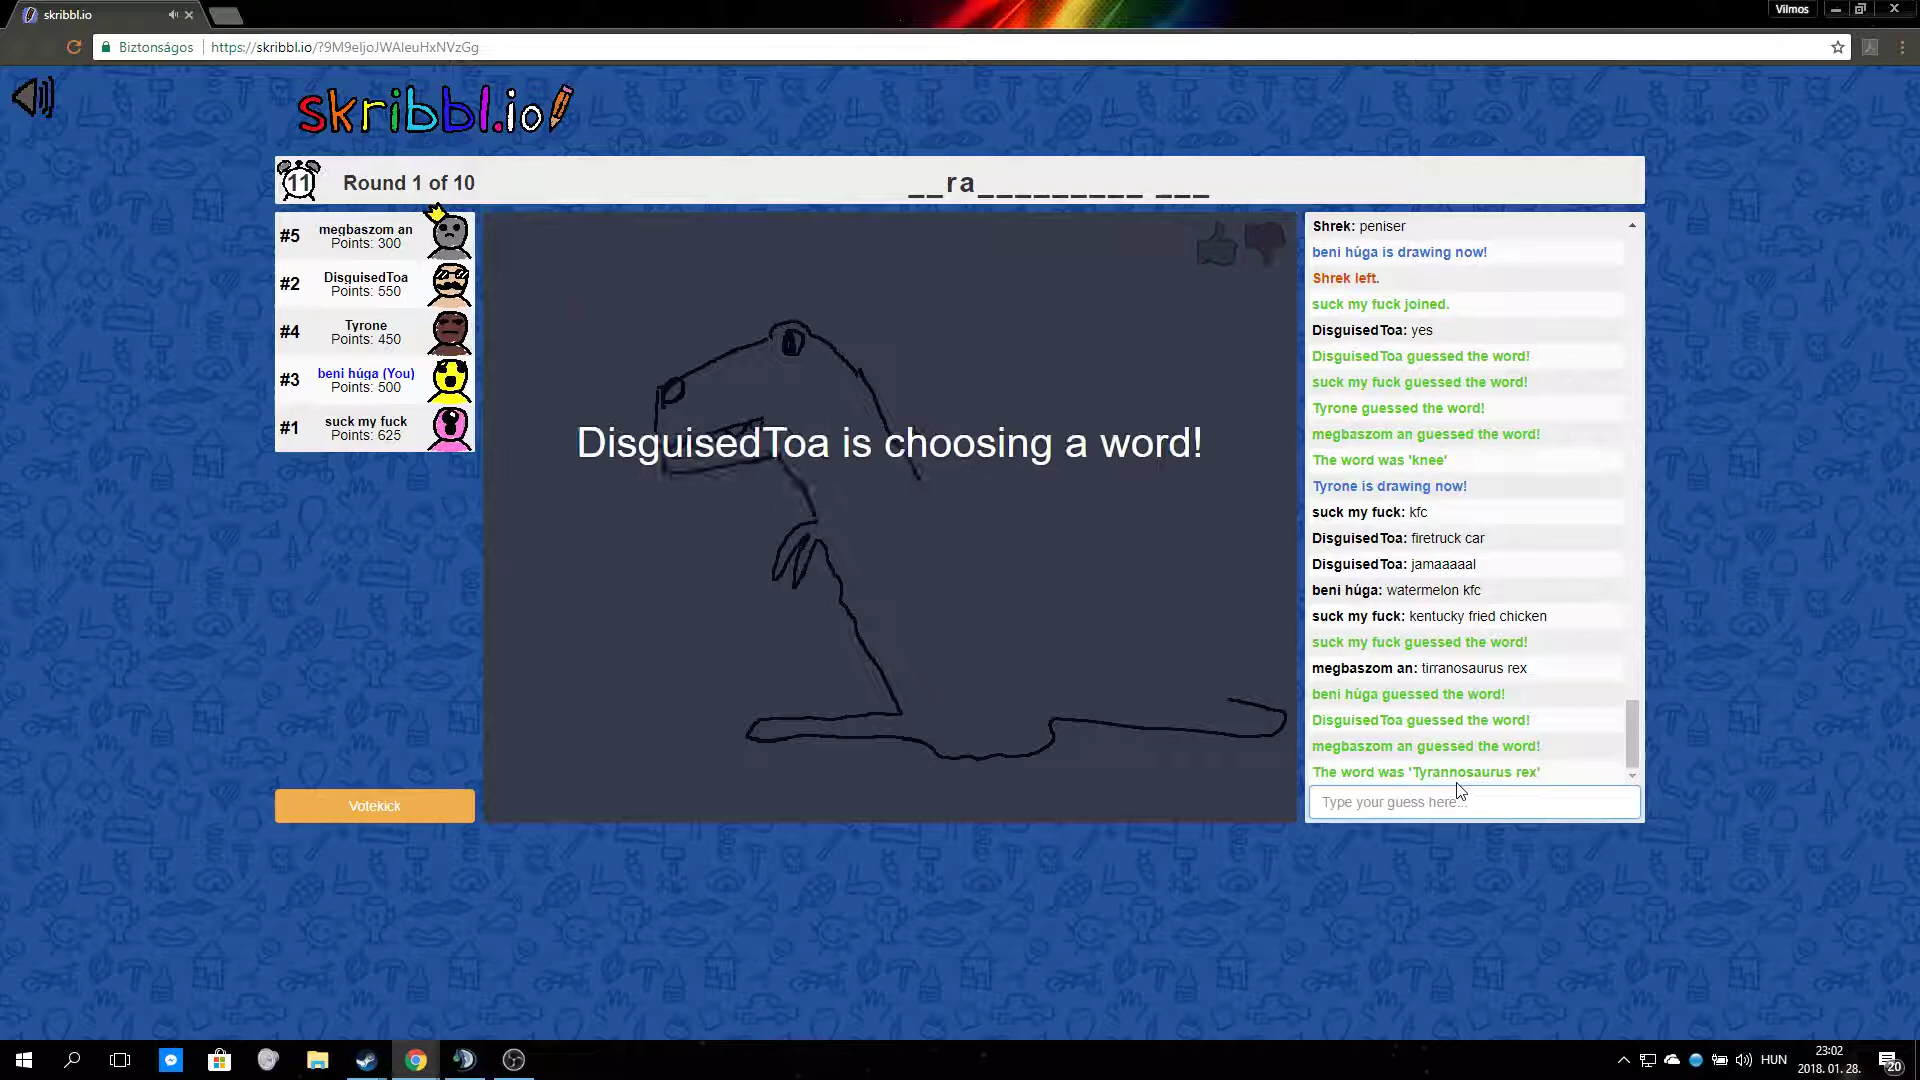 skribbl.io
Vilmos
Biztonságos
https://skribbl.io/?9M9eIjoJWAleuHxNVzGg
skribbl.io
11
Round 1 of 10
__ra_________ ___
#5
megbaszom an
Points: 300
#2
DisguisedToa
Points: 550
#4
Tyrone
Points: 450
#3
beni húga (You)
Points: 500
#1
suck my fuck
Points: 625
Votekick
DisguisedToa is choosing a word!
Shrek: peniser
beni húga is drawing now!
Shrek left.
suck my fuck joined.
DisguisedToa: yes
DisguisedToa guessed the word!
suck my fuck guessed the word!
Tyrone guessed the word!
megbaszom an guessed the word!
The word was 'knee'
Tyrone is drawing now!
suck my fuck: kfc
DisguisedToa: firetruck car
DisguisedToa: jamaaaaal
beni húga: watermelon kfc
suck my fuck: kentucky fried chicken
suck my fuck guessed the word!
megbaszom an: tirranosaurus rex
beni húga guessed the word!
DisguisedToa guessed the word!
megbaszom an guessed the word!
The word was 'Tyrannosaurus rex'
Type your guess here...
HUN
23:02
2018. 01. 28.
20